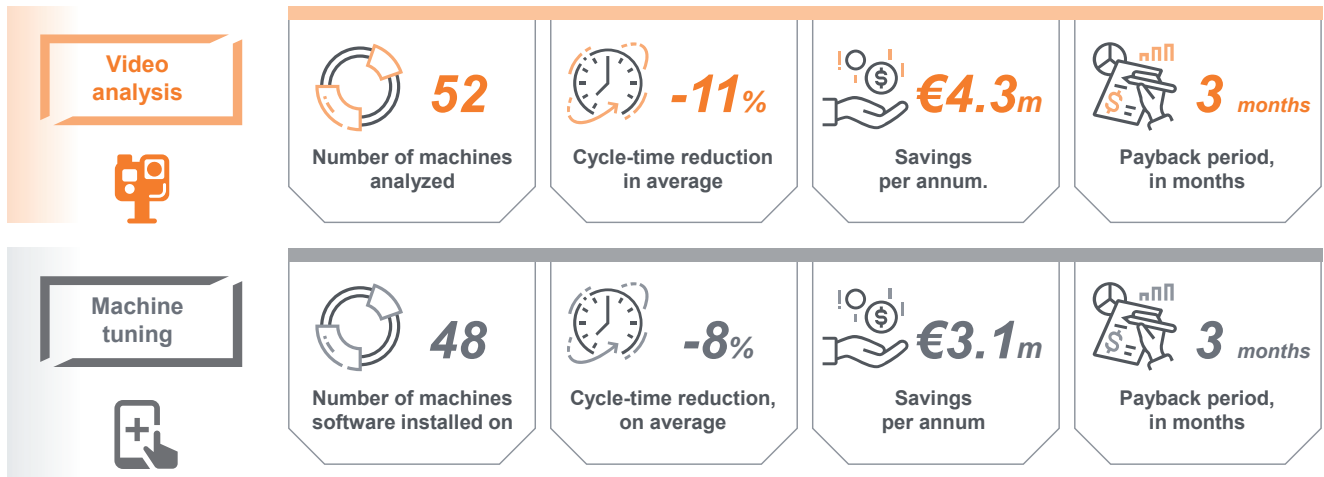 Video
analysis
52
Number of machines
analyzed
-11%
Cycle-time reduction
in average
$
€4.3m
Savings
per annum.
$
3 months
Payback period,
in months
Machine
tuning
48
Number of machines
software installed on
-8%
Cycle-time reduction,
on average
$
€3.1m
Savings
per annum
$
3 months
Payback period,
in months